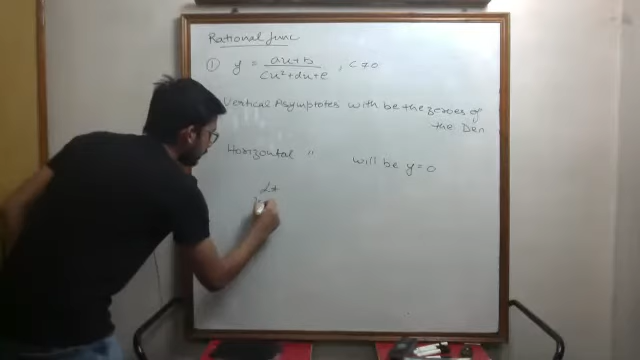 Rational func
① y = ax+b / cx²+dx+e , c≠0
Vertical Asymptotes with be the zeroes of
the Den
Horizontal " will be y=0